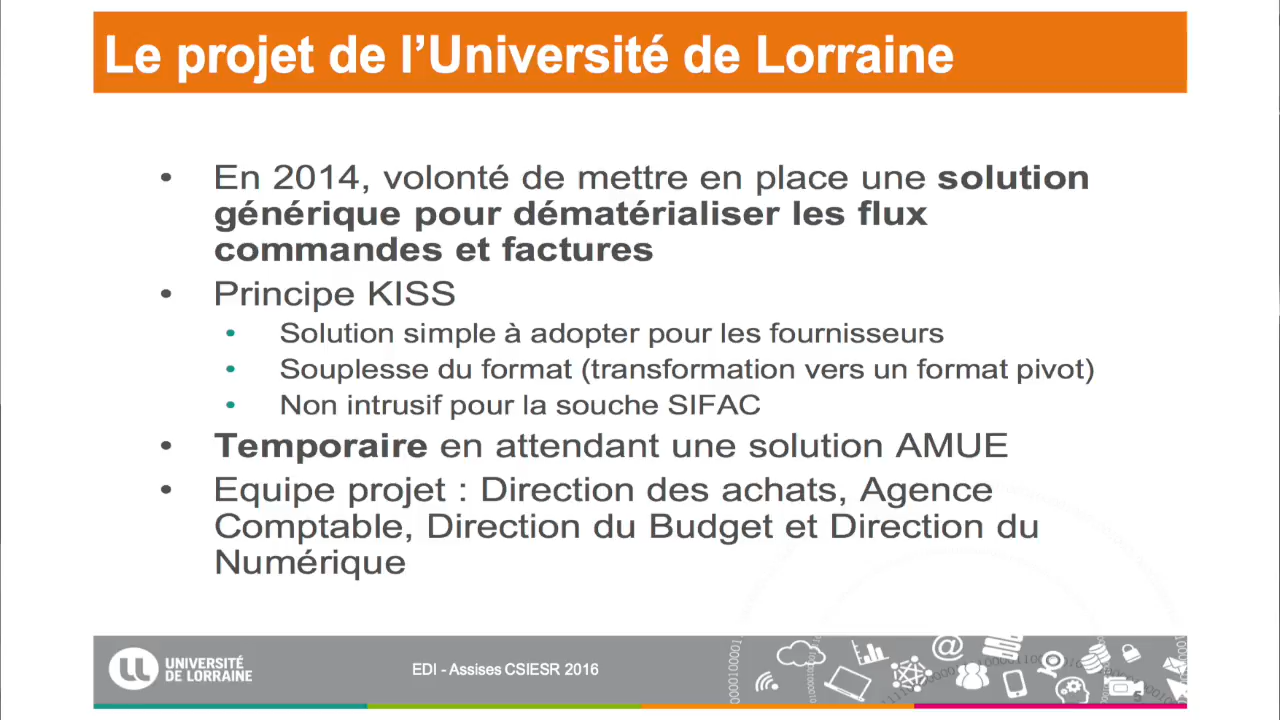 Le projet de l’Université de Lorraine
• En 2014, volonté de mettre en place une solution
générique pour dématérialiser les flux
commandes et factures
• Principe KISS
• Solution simple à adopter pour les fournisseurs
• Souplesse du format (transformation vers un format pivot)
• Non intrusif pour la souche SIFAC
• Temporaire en attendant une solution AMUE
• Equipe projet : Direction des achats, Agence
Comptable, Direction du Budget et Direction du
Numérique
UNIVERSITÉ
DE LORRAINE
EDI - Assises CSIESR 2016
5